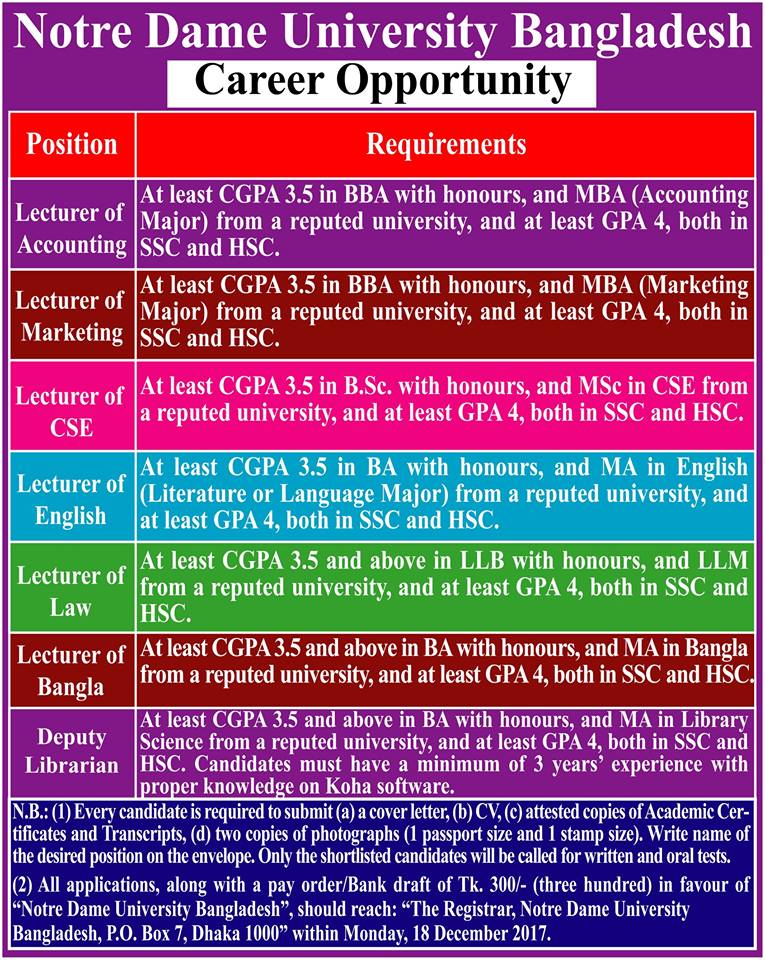 Notre Dame University Bangladesh
Career Opportunity
Position
Requirements
Lecturer of
Accounting
At least CGPA 3.5 in BBA with honours, and MBA (Accounting
Major) from a reputed university, and at least GPA 4, both in
SSC and HSC.
Lecturer of
Marketing
At least CGPA 3.5 in BBA with honours, and MBA (Marketing
Major) from a reputed university, and at least GPA 4, both in
SSC and HSC.
Lecturer of
CSE
At least CGPA 3.5 in B.Sc. with honours, and MSc in CSE from
a reputed university, and at least GPA 4, both in SSC and HSC.
Lecturer of
English
At least CGPA 3.5 in BA with honours, and MA in English
(Literature or Language Major) from a reputed university, and
at least GPA 4, both in SSC and HSC.
Lecturer of
Law
At least CGPA 3.5 and above in LLB with honours, and LLM
from a reputed university, and at least GPA 4, both in SSC and
HSC.
Lecturer of
Bangla
At least CGPA 3.5 and above in BA with honours, and MA in Bangla
from a reputed university, and at least GPA 4, both in SSC and HSC.
Deputy
Librarian
At least CGPA 3.5 and above in BA with honours, and MA in Library
Science from a reputed university, and at least GPA 4, both in SSC and
HSC. Candidates must have a minimum of 3 years’ experience with
proper knowledge on Koha software.
N.B.: (1) Every candidate is required to submit (a) a cover letter, (b) CV, (c) attested copies of Academic Cer-
tificates and Transcripts, (d) two copies of photographs (1 passport size and 1 stamp size). Write name of
the desired position on the envelope. Only the shortlisted candidates will be called for written and oral tests.
(2) All applications, along with a pay order/Bank draft of Tk. 300/- (three hundred) in favour of
“Notre Dame University Bangladesh”, should reach: “The Registrar, Notre Dame University
Bangladesh, P.O. Box 7, Dhaka 1000” within Monday, 18 December 2017.